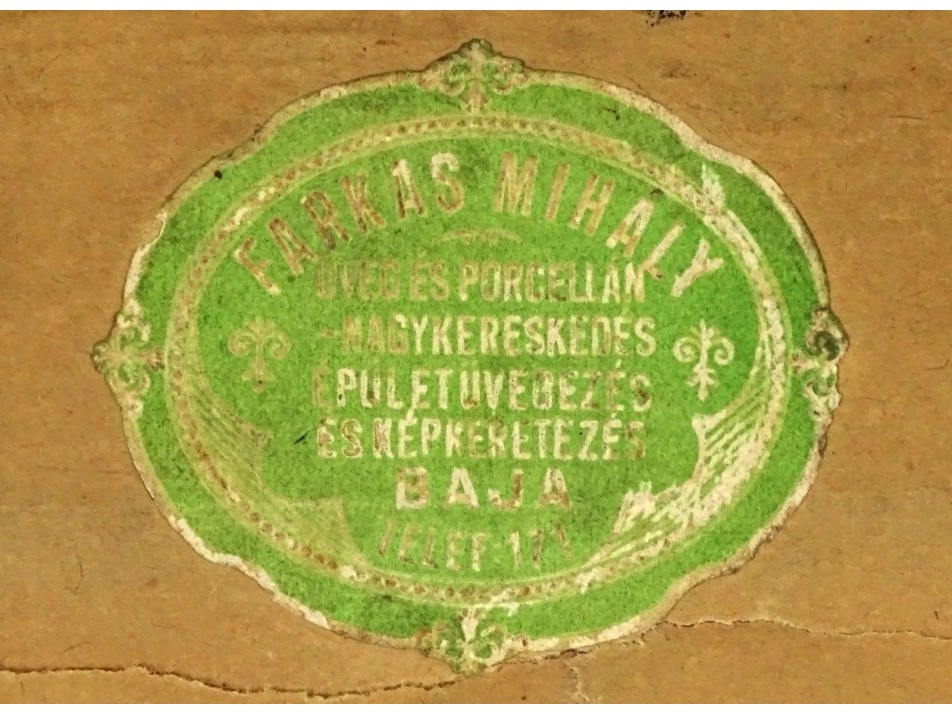 FARKAS MIHÁLY
ÜVEG ÉS PORCELLÁN
-NAGYKERESKEDÉS
ÉPÜLETÜVEGEZÉS
ÉS KÉPKERETEZÉS
BAJA
TELEF.